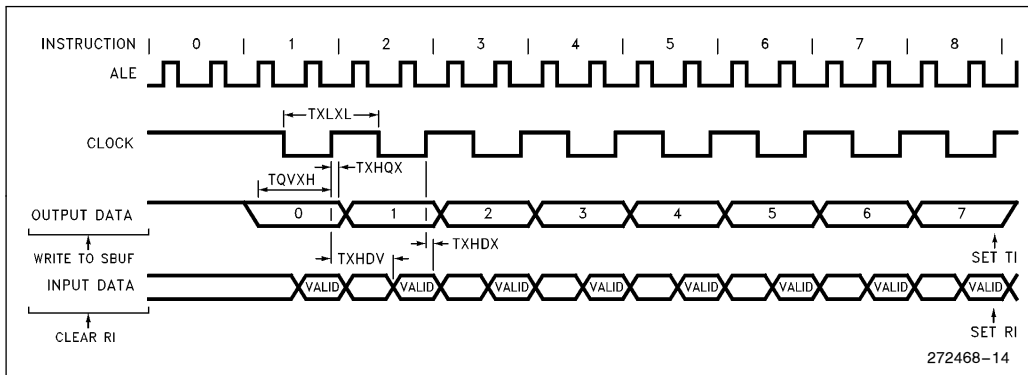 INSTRUCTION | 0 | 1 | 2 | 3 | 4 | 5 | 6 | 7 | 8 |
ALE
TXLXL
CLOCK
TXHQX
TQVXH
OUTPUT DATA 0 1 2 3 4 5 6 7
TXHDX
WRITE TO SBUF TXHDV SET TI
INPUT DATA VALID VALID VALID VALID VALID VALID VALID VALID
CLEAR RI SET RI
272468-14